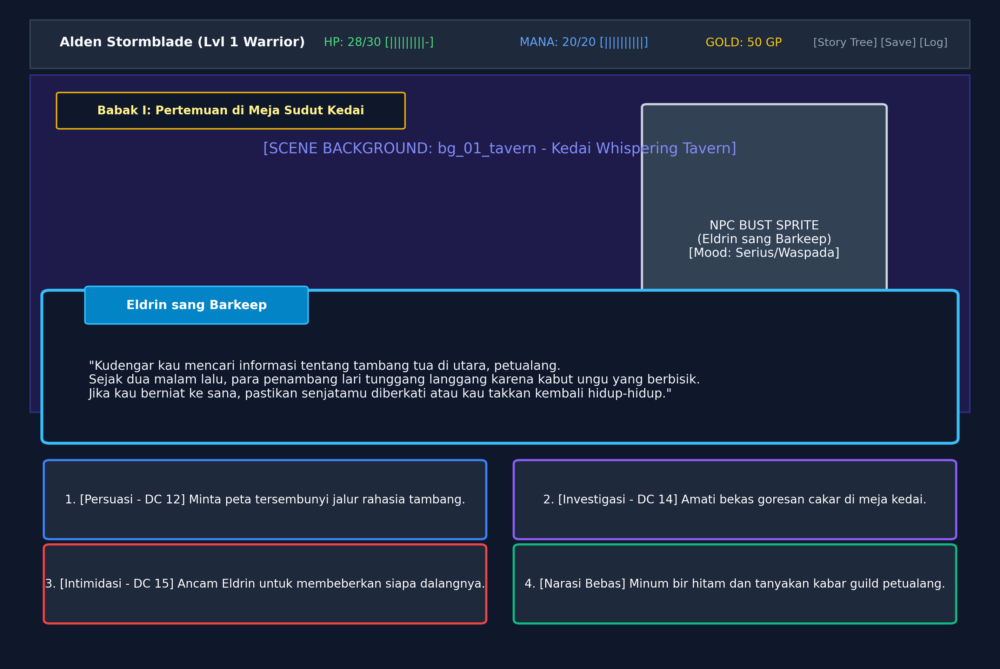 Alden Stormblade (Lvl 1 Warrior) HP: 28/30 [|||||||||-] MANA: 20/20 [||||||||||] GOLD: 50 GP [Story Tree] [Save] [Log]
Babak I: Pertemuan di Meja Sudut Kedai
[SCENE BACKGROUND: bg_01_tavern - Kedai Whispering Tavern]
NPC BUST SPRITE
(Eldrin sang Barkeep)
[Mood: Serius/Waspada]
Eldrin sang Barkeep
"Kudengar kau mencari informasi tentang tambang tua di utara, petualang.
Sejak dua malam lalu, para penambang lari tunggang langgang karena kabut ungu yang berbisik.
Jika kau berniat ke sana, pastikan senjatamu diberkati atau kau takkan kembali hidup-hidup."
1. [Persuasi - DC 12] Minta peta tersembunyi jalur rahasia tambang.
2. [Investigasi - DC 14] Amati bekas goresan cakar di meja kedai.
3. [Intimidasi - DC 15] Ancam Eldrin untuk membeberkan siapa dalangnya.
4. [Narasi Bebas] Minum bir hitam dan tanyakan kabar guild petualang.